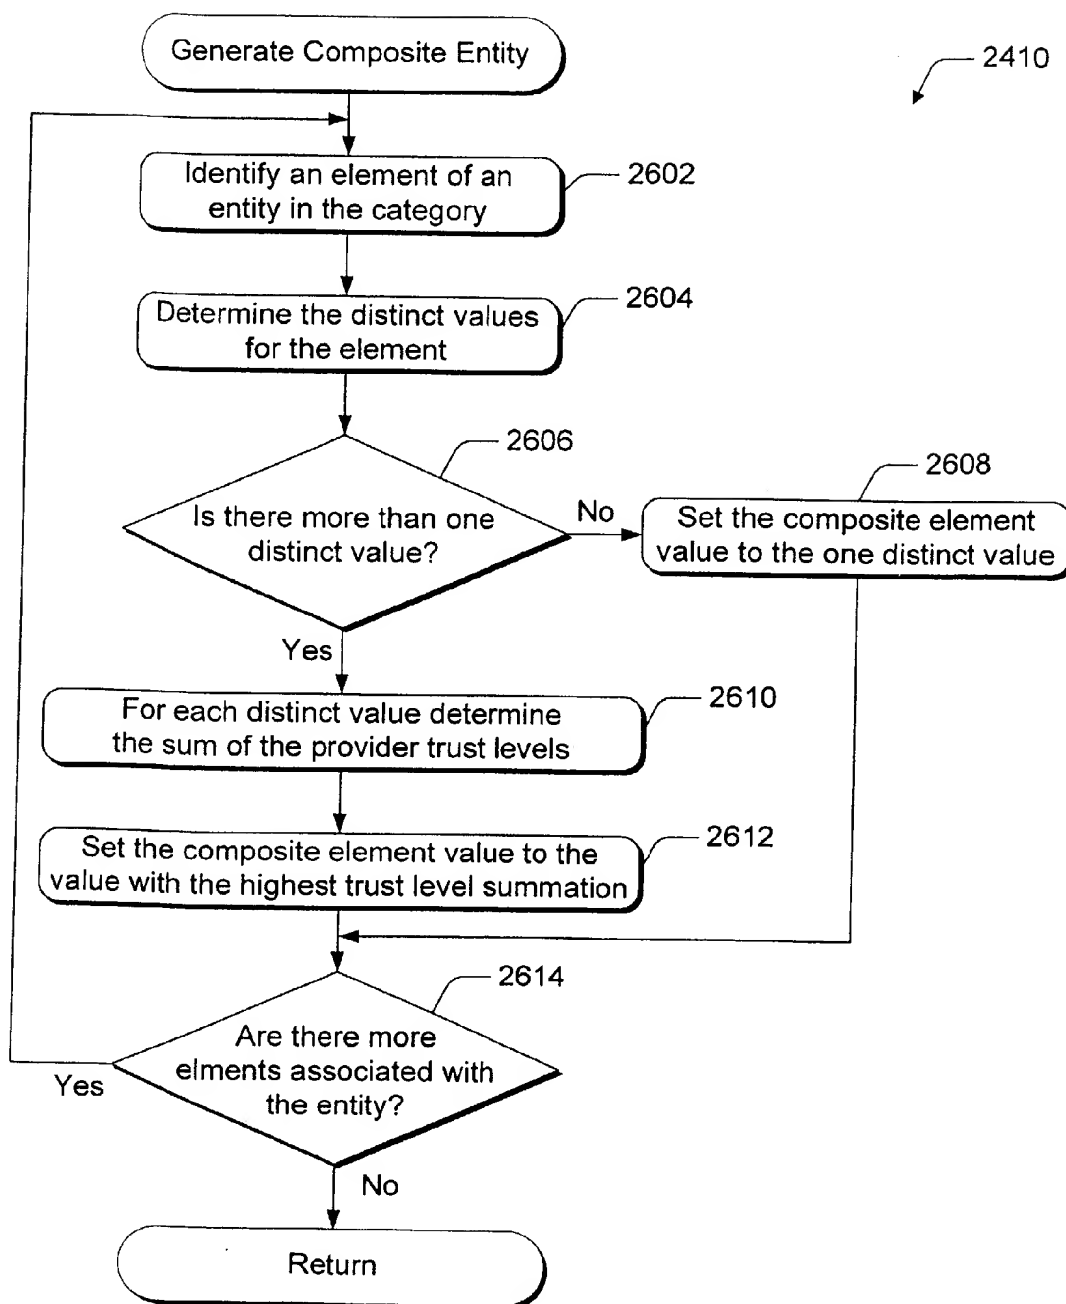 Generate Composite Entity
2410
Identify an element of an
entity in the category
2602
Determine the distinct values
for the element
2604
2606
Is there more than one
distinct value?
No
2608
Set the composite element
value to the one distinct value
Yes
For each distinct value determine
the sum of the provider trust levels
2610
Set the composite element value to the
value with the highest trust level summation
2612
2614
Are there more
elments associated with
the entity?
Yes
No
Return